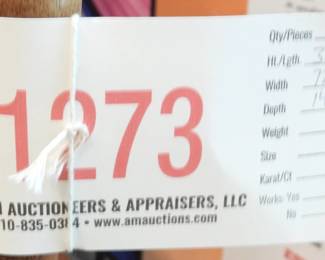 1273
AUCTIONEERS & APPRAISERS, LLC
www.amauctions.com
Qty/Pieces
Ht./Lgth
Width
Depth
Weight
Size
Karat/Ct
Works: Yes
No